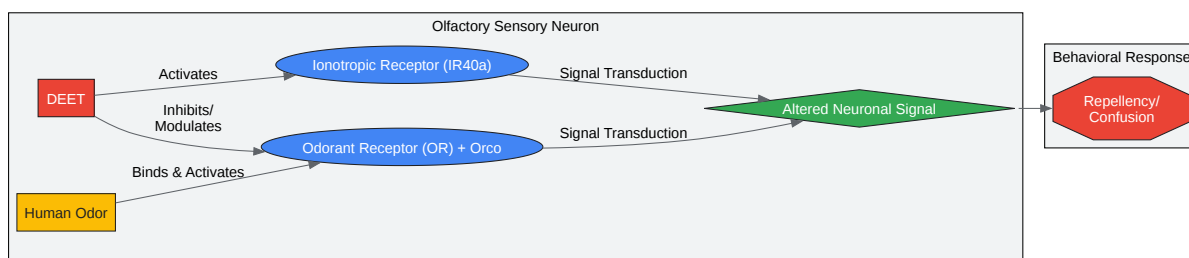 Olfactory Sensory Neuron
Behavioral Response
Ionotropic Receptor (IR40a)
Activates
Signal Transduction
DEET
Inhibits/
Modulates
Altered Neuronal Signal
Repellency/
Confusion
Signal Transduction
Odorant Receptor (OR) + Orco
Binds & Activates
Human Odor